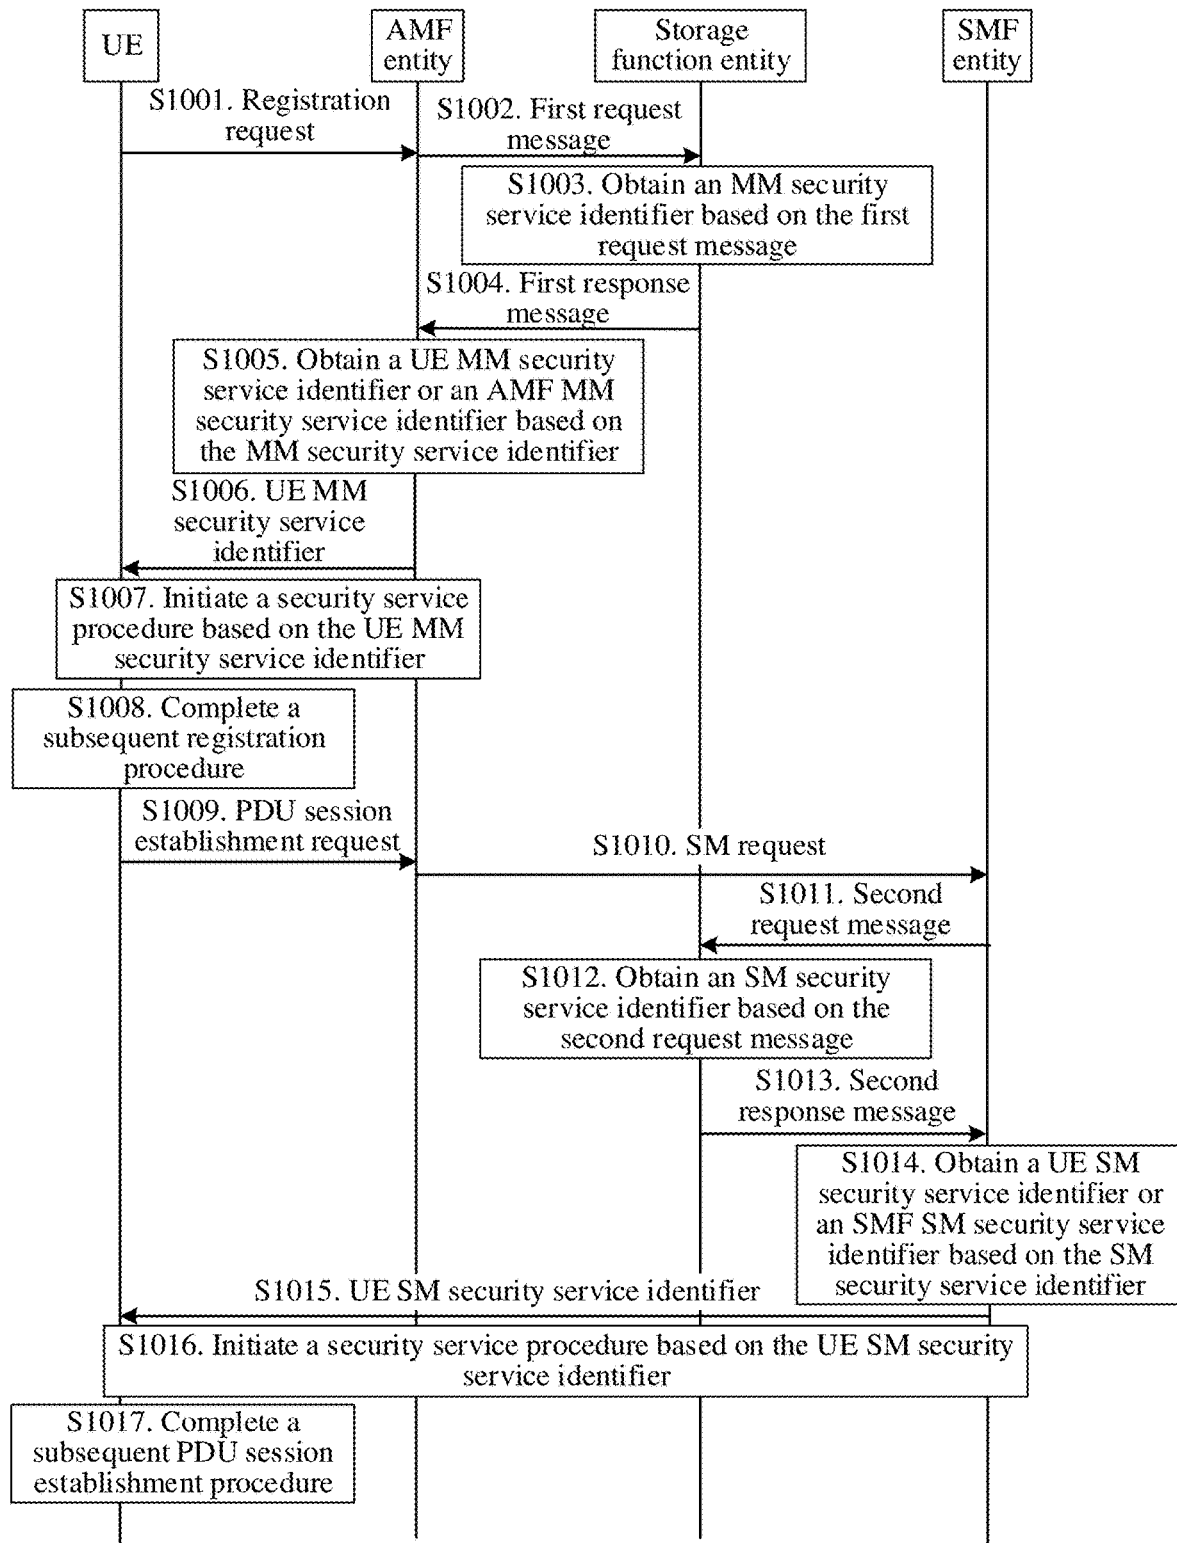 UE
AMF
entity
Storage
function entity
SMF
entity
S1001. Registration
request
S1002. First request
message
S1003. Obtain an MM security
service identifier based on the first
request message
S1004. First response
message
S1005. Obtain a UE MM security
service identifier or an AMF MM
security service identifier based on
the MM security service identifier
S1006. UE MM
security service
identifier
S1007. Initiate a security service
procedure based on the UE MM
security service identifier
S1008. Complete a
subsequent registration
procedure
S1009. PDU session
establishment request
S1010. SM request
S1011. Second
request message
S1012. Obtain an SM security
service identifier based on the
second request message
S1013. Second
response message
S1014. Obtain a UE SM
security service identifier or
an SMF SM security service
identifier based on the SM
security service identifier
S1015. UE SM security service identifier
S1016. Initiate a security service procedure based on the UE SM security
service identifier
S1017. Complete a
subsequent PDU session
establishment procedure